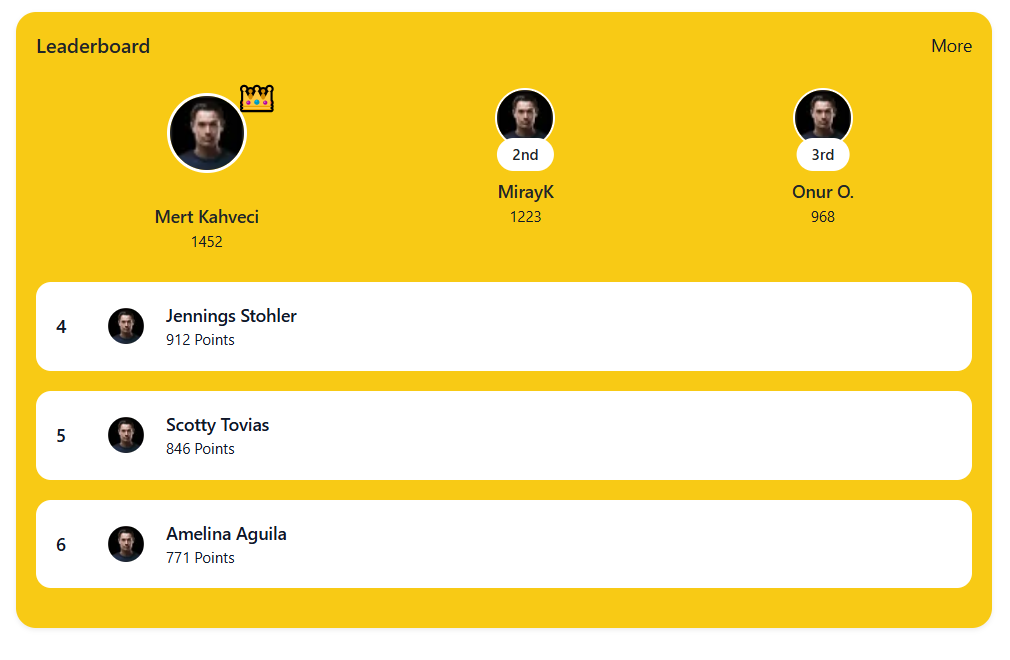 Leaderboard
More
Mert Kahveci
1452
2nd
MirayK
1223
3rd
Onur O.
968
4
Jennings Stohler
912 Points
5
Scotty Tovias
846 Points
6
Amelina Aguila
771 Points